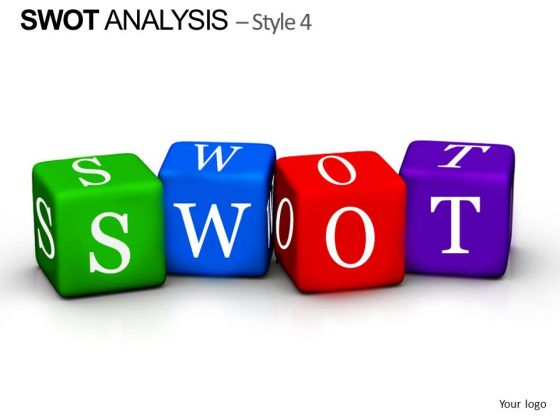 SWOT ANALYSIS – Style 4
S W O T
S S W O O T
Your logo